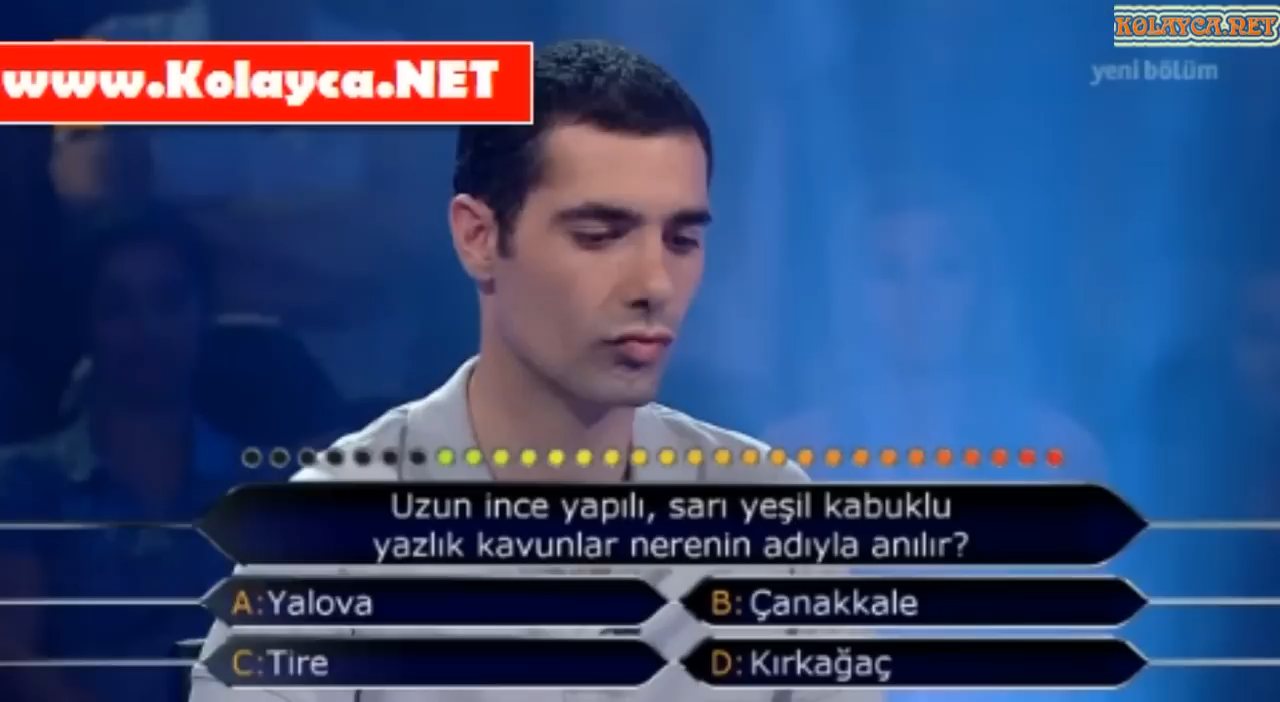 KOLAYCA.NET
www.Kolayca.NET
yeni bölüm
Uzun ince yapılı, sarı yeşil kabuklu
yazlık kavunlar nerenin adıyla anılır?
A: Yalova
B: Çanakkale
C: Tire
D: Kırkağaç